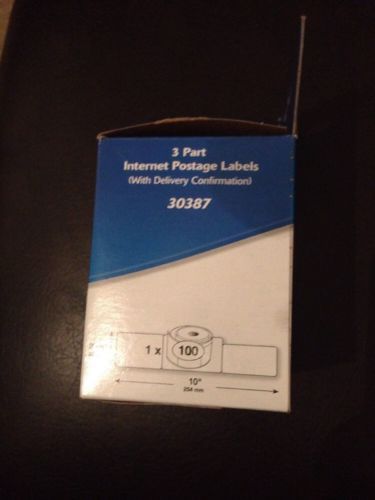 3 Part
Internet Postage Labels
(With Delivery Confirmation)
30387
1 x 100
10"
254 mm